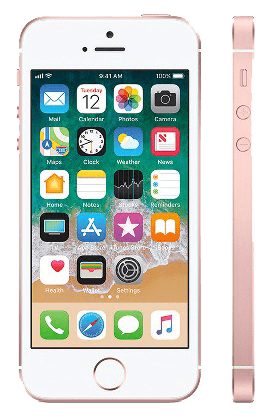 9:41 AM 100%
Tuesday
12
Mail Calendar Photos Camera
Maps Clock Weather News
Home Notes Stocks Reminders
TV App Store iTunes Store iBooks
Health Wallet Settings